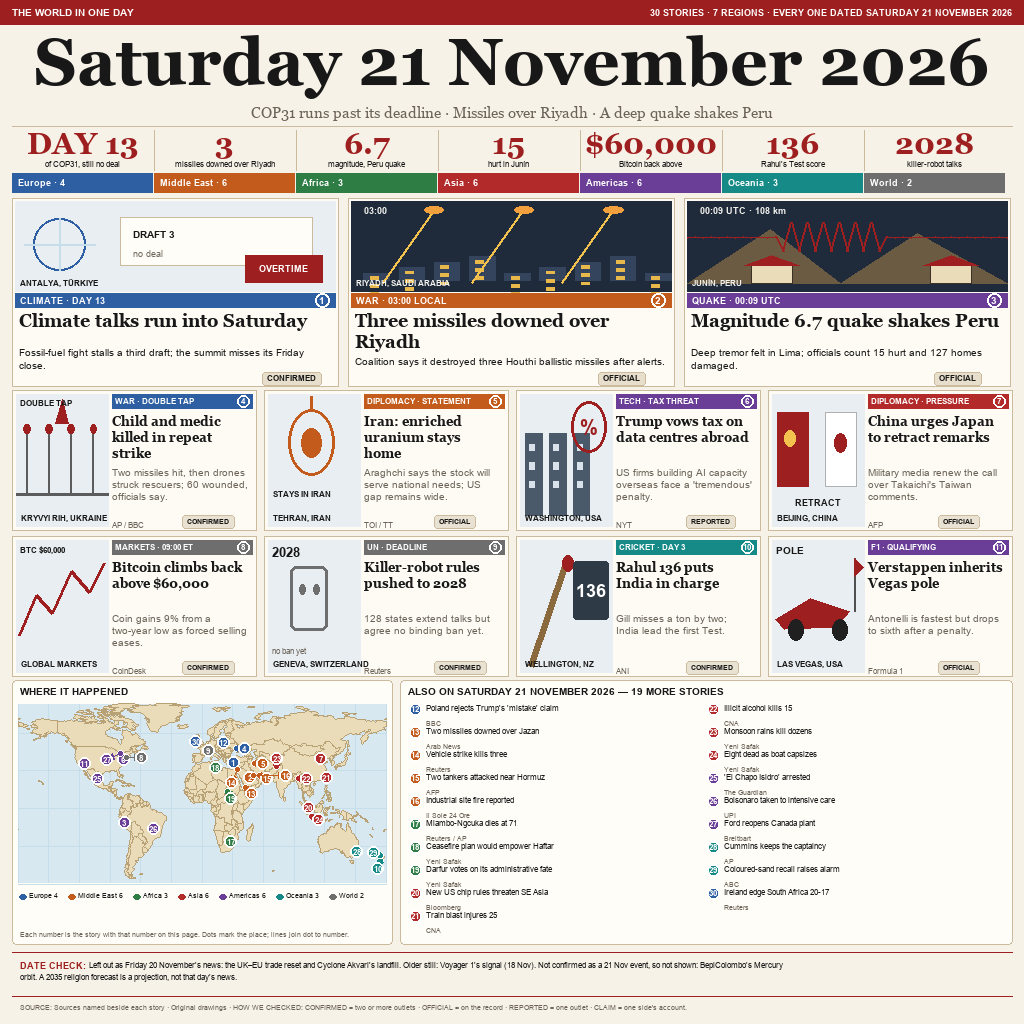 THE WORLD IN ONE DAY
30 STORIES · 7 REGIONS · EVERY ONE DATED SATURDAY 21 NOVEMBER 2026
Saturday 21 November 2026
COP31 runs past its deadline · Missiles over Riyadh · A deep quake shakes Peru
DAY 13
of COP31, still no deal
3
missiles downed over Riyadh
6.7
magnitude, Peru quake
15
hurt in Junín
$60,000
Bitcoin back above
136
Rahul's Test score
2028
killer-robot talks
Europe · 4
Middle East · 6
Africa · 3
Asia · 6
Americas · 6
Oceania · 3
World · 2
DRAFT 3
no deal
OVERTIME
ANTALYA, TÜRKIYE
CLIMATE · DAY 13
1
Climate talks run into Saturday
Fossil-fuel fight stalls a third draft; the summit misses its Friday
close.
CONFIRMED
03:00
RIYADH, SAUDI ARABIA
WAR · 03:00 LOCAL
2
Three missiles downed over
Riyadh
Coalition says it destroyed three Houthi ballistic missiles after alerts.
OFFICIAL
00:09 UTC · 108 km
JUNÍN, PERU
QUAKE · 00:09 UTC
3
Magnitude 6.7 quake shakes Peru
Deep tremor felt in Lima; officials count 15 hurt and 127 homes
damaged.
OFFICIAL
DOUBLE TAP
KRYVYI RIH, UKRAINE
WAR · DOUBLE TAP
4
Child and medic
killed in repeat
strike
Two missiles hit, then drones
struck rescuers; 60 wounded,
officials say.
AP / BBC
CONFIRMED
STAYS IN IRAN
TEHRAN, IRAN
DIPLOMACY · STATEMENT
5
Iran: enriched
uranium stays
home
Araghchi says the stock will
serve national needs; US
gap remains wide.
TOI / TT
OFFICIAL
%
WASHINGTON, USA
TECH · TAX THREAT
6
Trump vows tax on
data centres abroad
US firms building AI capacity
overseas face a 'tremendous'
penalty.
NYT
REPORTED
RETRACT
BEIJING, CHINA
DIPLOMACY · PRESSURE
7
China urges Japan
to retract remarks
Military media renew the call
over Takaichi's Taiwan
comments.
AFP
OFFICIAL
BTC $60,000
GLOBAL MARKETS
MARKETS · 09:00 ET
8
Bitcoin climbs back
above $60,000
Coin gains 9% from a
two-year low as forced selling
eases.
CoinDesk
CONFIRMED
2028
no ban yet
GENEVA, SWITZERLAND
UN · DEADLINE
9
Killer-robot rules
pushed to 2028
128 states extend talks but
agree no binding ban yet.
Reuters
CONFIRMED
136
WELLINGTON, NZ
CRICKET · DAY 3
10
Rahul 136 puts
India in charge
Gill misses a ton by two;
India lead the first Test.
ANI
CONFIRMED
POLE
LAS VEGAS, USA
F1 · QUALIFYING
11
Verstappen inherits
Vegas pole
Antonelli is fastest but drops
to sixth after a penalty.
Formula 1
OFFICIAL
WHERE IT HAPPENED
Europe 4
Middle East 6
Africa 3
Asia 6
Americas 6
Oceania 3
World 2
Each number is the story with that number on this page. Dots mark the place; lines join dot to number.
ALSO ON SATURDAY 21 NOVEMBER 2026 — 19 MORE STORIES
12 Poland rejects Trump's 'mistake' claim
BBC
13 Two missiles downed over Jazan
Arab News
14 Vehicle strike kills three
Reuters
15 Two tankers attacked near Hormuz
AFP
16 Industrial site fire reported
Il Sole 24 Ore
17 Mlambo-Ngcuka dies at 71
Reuters / AP
18 Ceasefire plan would empower Haftar
Yeni Safak
19 Darfur votes on its administrative fate
Yeni Safak
20 New US chip rules threaten SE Asia
Bloomberg
21 Train blast injures 25
CNA
22 Illicit alcohol kills 15
CNA
23 Monsoon rains kill dozens
Yeni Safak
24 Eight dead as boat capsizes
Yeni Safak
25 'El Chapo Isidro' arrested
The Guardian
26 Bolsonaro taken to intensive care
UPI
27 Ford reopens Canada plant
Breitbart
28 Cummins keeps the captaincy
AP
29 Coloured-sand recall raises alarm
ABC
30 Ireland edge South Africa 20-17
Reuters
DATE CHECK: Left out as Friday 20 November's news: the UK–EU trade reset and Cyclone Akvari's landfill. Older still: Voyager 1's signal (18 Nov). Not confirmed as a 21 Nov event, so not shown: BepiColombo's Mercury
orbit. A 2035 religion forecast is a projection, not that day's news.
SOURCE: Sources named beside each story · Original drawings · HOW WE CHECKED: CONFIRMED = two or more outlets · OFFICIAL = on the record · REPORTED = one outlet · CLAIM = one side's account.